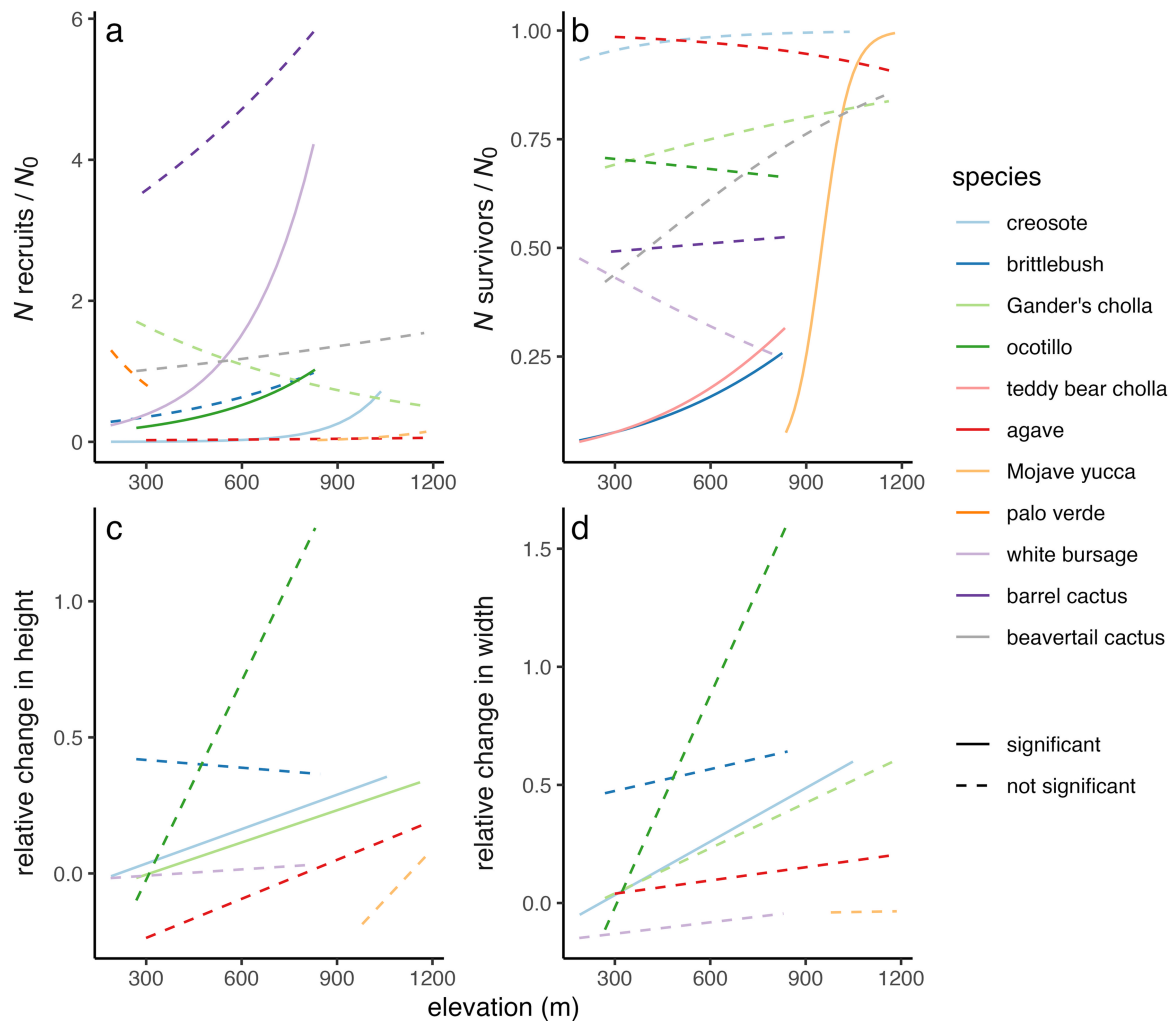 a
b
N recruits / N0
6
4
2
0
300 600 900 1200
N survivors / N0
1.00
0.75
0.50
0.25
300 600 900 1200
c
d
relative change in height
1.0
0.5
0.0
300 600 900 1200
relative change in width
1.5
1.0
0.5
0.0
300 600 900 1200
elevation (m)
species
creosote
brittlebush
Gander's cholla
ocotillo
teddy bear cholla
agave
Mojave yucca
palo verde
white bursage
barrel cactus
beavertail cactus
significant
not significant